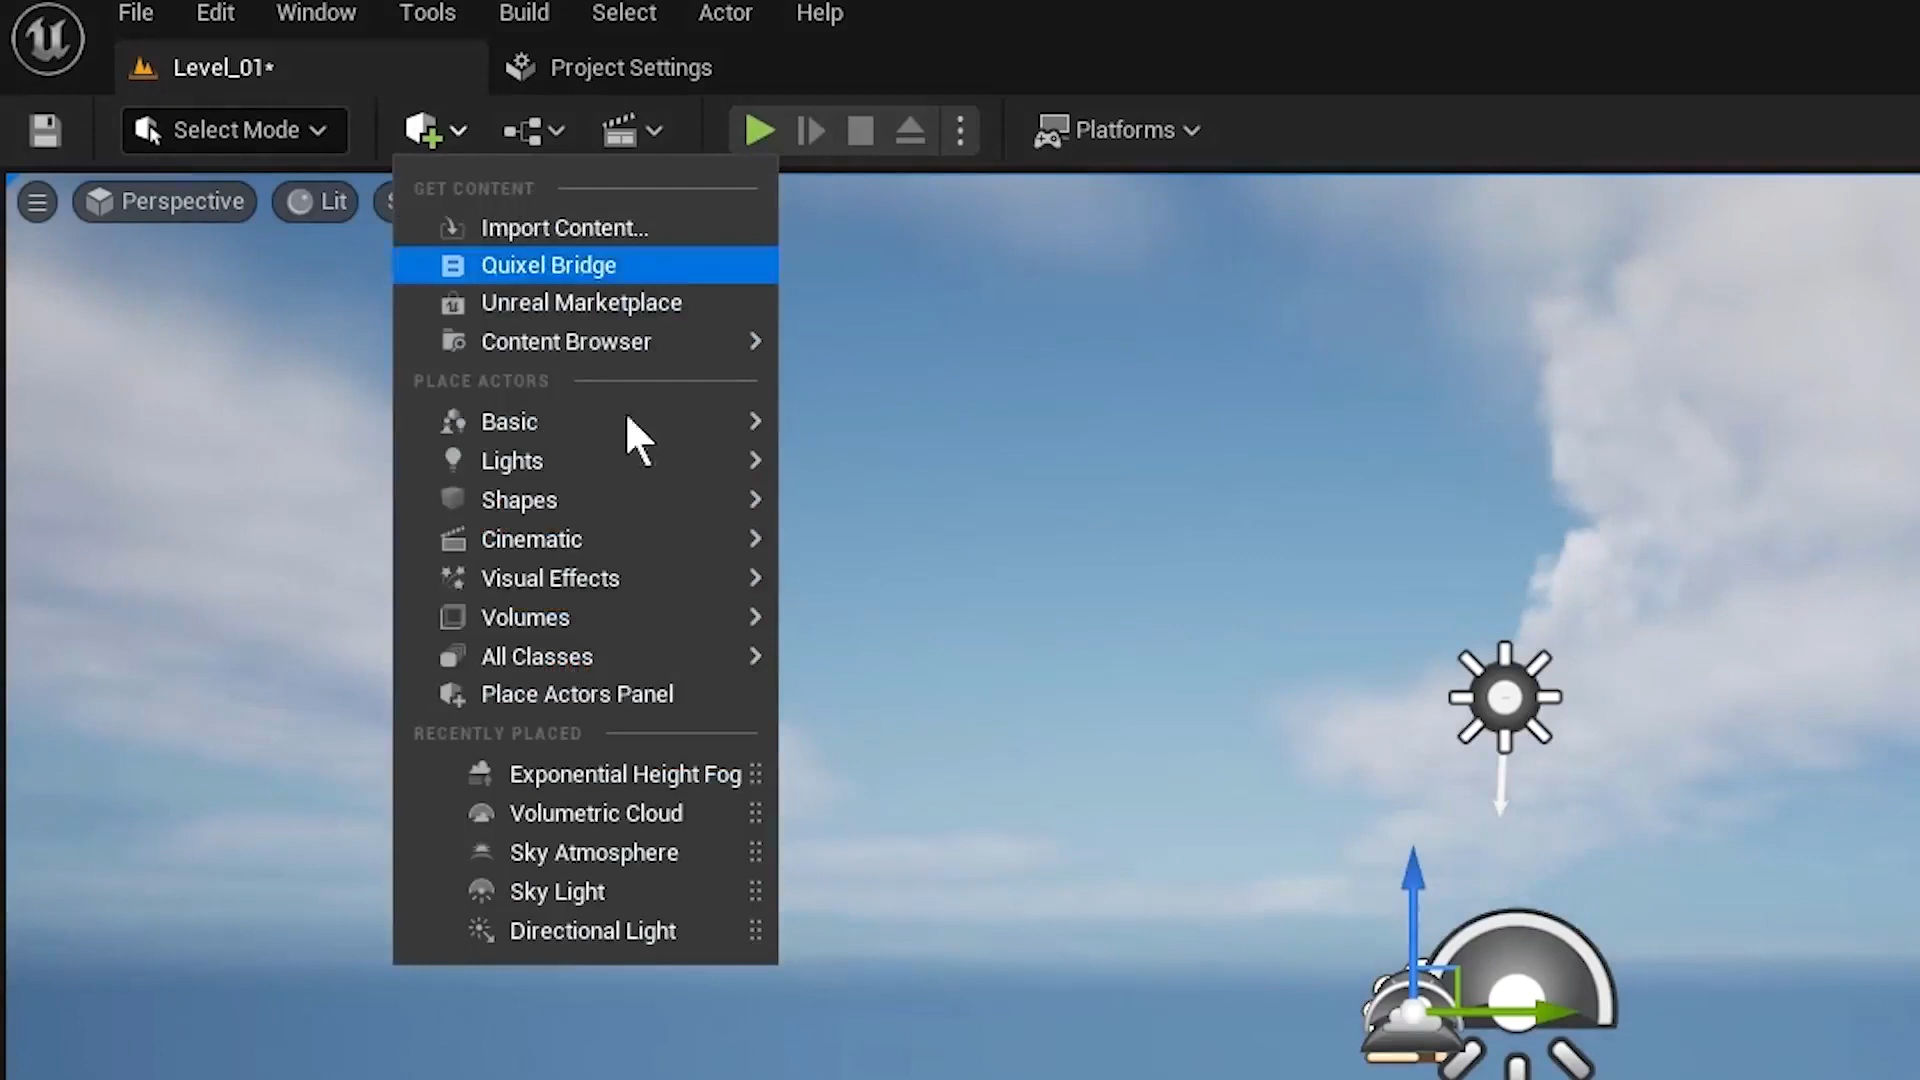 File Edit Window Tools Build Select Actor Help
Level_01* Project Settings
Select Mode Platforms
Perspective Lit
GET CONTENT
Import Content...
Quixel Bridge
Unreal Marketplace
Content Browser
PLACE ACTORS
Basic
Lights
Shapes
Cinematic
Visual Effects
Volumes
All Classes
Place Actors Panel
RECENTLY PLACED
Exponential Height Fog
Volumetric Cloud
Sky Atmosphere
Sky Light
Directional Light